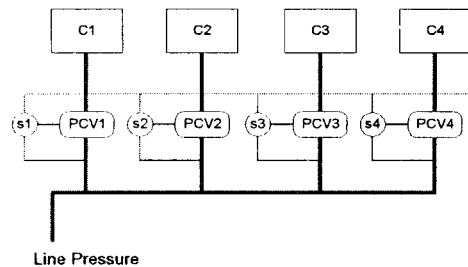 C1 C2 C3 C4
s1 PCV1 s2 PCV2 s3 PCV3 s4 PCV4
Line Pressure